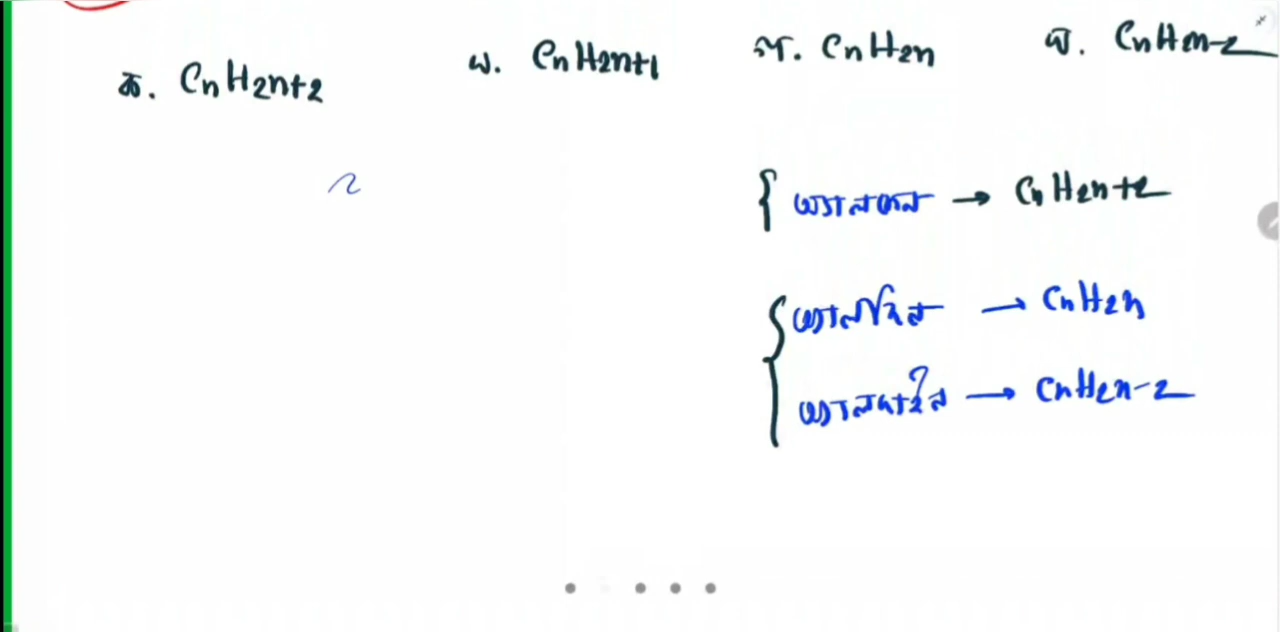 ক. CnH2n+2 খ. CnH2n+1 গ. CnH2n ঘ. CnH2n-2
অ্যালকেন → CnH2n+2
অ্যালকিন → CnH2n
অ্যালকাইন → CnH2n-2